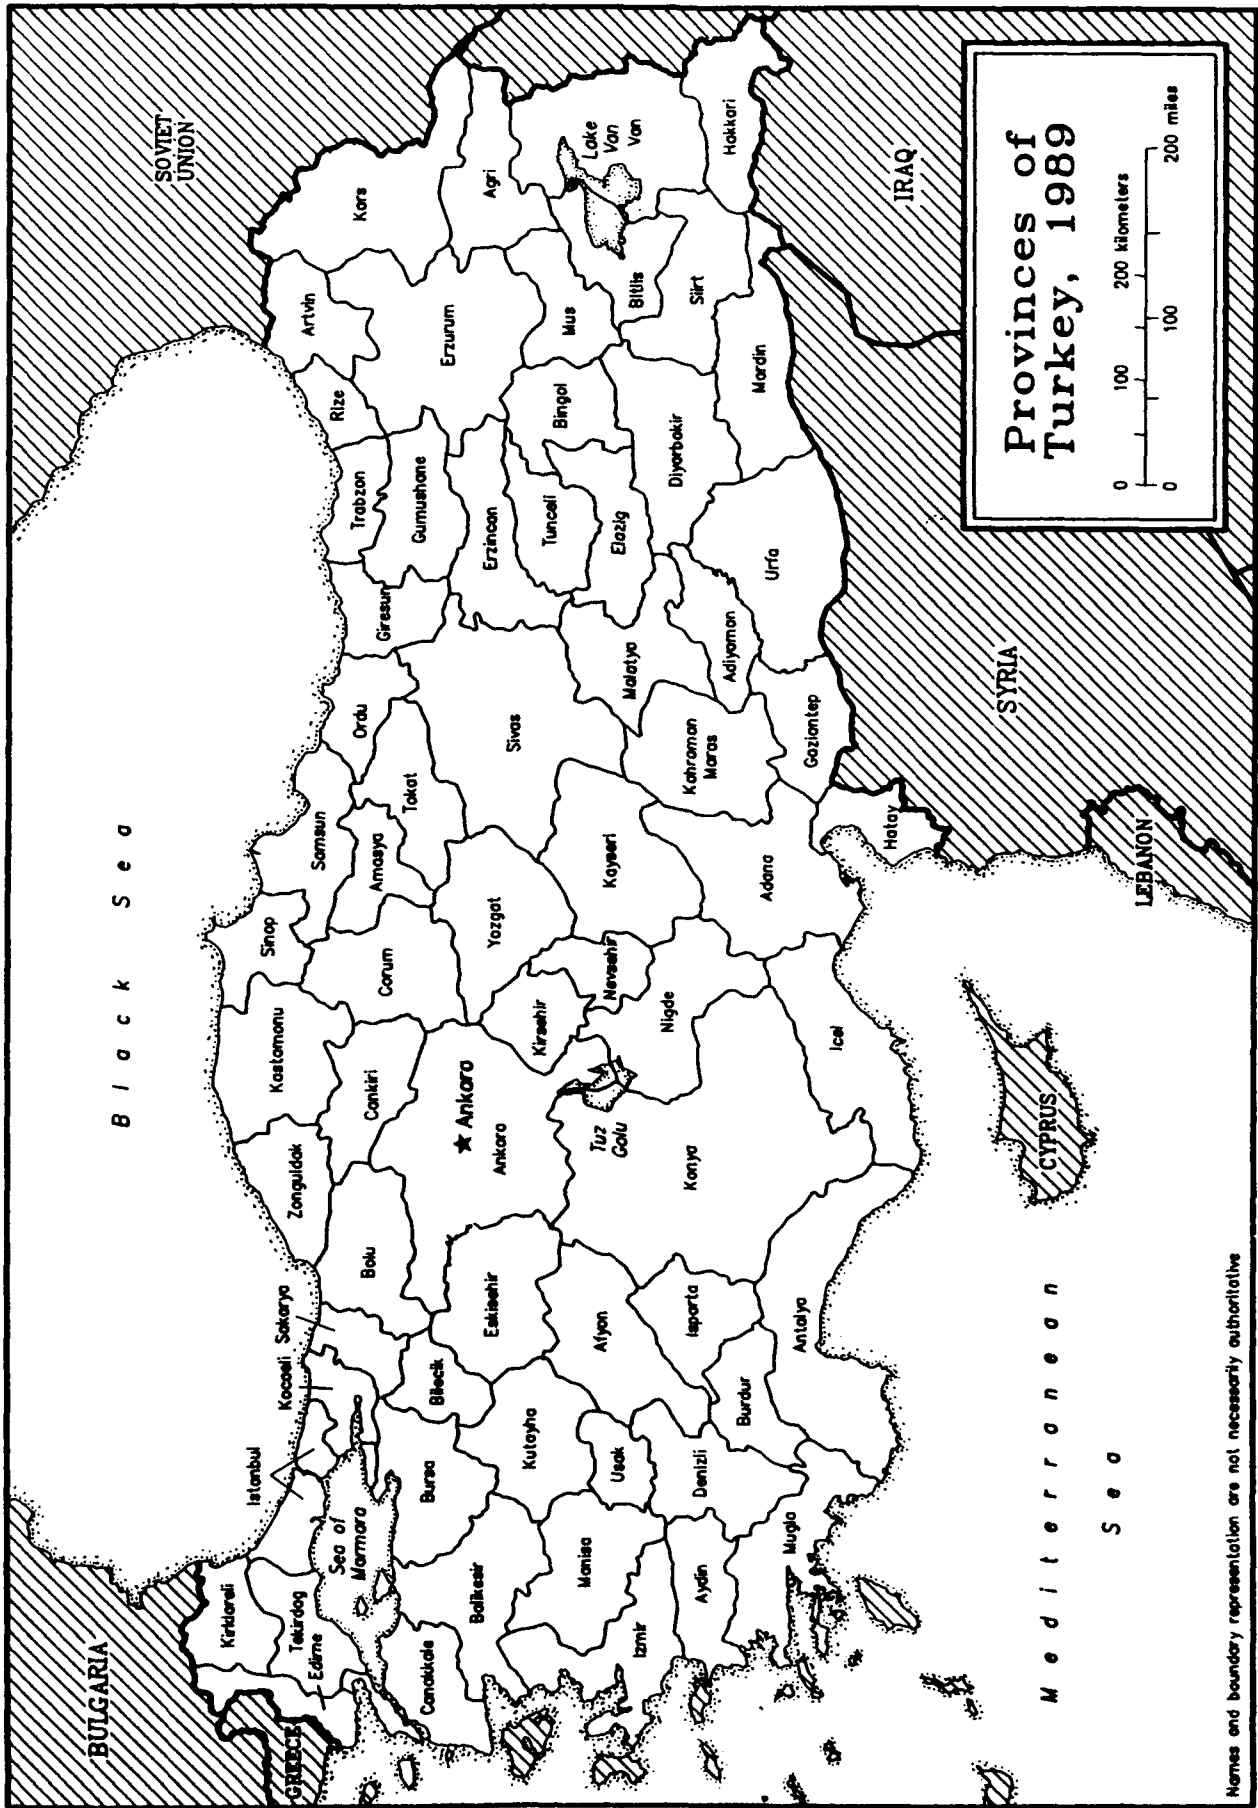 BULGARIA
Black Sea
SOVIET
UNION
GREECE
Kirklareli
Tekirdag
Edirne
Istanbul
Kocaeli
Sakarya
Zonguldak
Kastamonu
Sinop
Samsun
Ordu
Giresun
Trabzon
Rize
Artvin
Kars
Sea of
Marmara
Bolu
Cankiri
Corum
Amasya
Tokat
Gumushane
Canakkale
Balikesir
Bursa
Bilecik
Eskisehir
★ Ankara
Ankara
Yozgat
Sivas
Erzincan
Erzurum
Agri
Kutayha
Kirsehir
Tunceli
Bingol
Mus
Lake
Van
Van
Manisa
Usak
Afyon
Tuz
Golu
Nevsehir
Kayseri
Malatya
Elazig
Bitlis
Izmir
Aydin
Denizli
Isparta
Konya
Nigde
Kahraman
Maras
Adiyaman
Diyarbakir
Siirt
Hakkari
Mugla
Burdur
Antalya
Icel
Adana
Gaziantep
Urfa
Mardin
Hatay
IRAQ
SYRIA
LEBANON
CYPRUS
Mediterranean
Sea
Provinces of
Turkey, 1989
0 100 200 kilometers
0 100 200 miles
Names and boundary representation are not necessarily authoritative